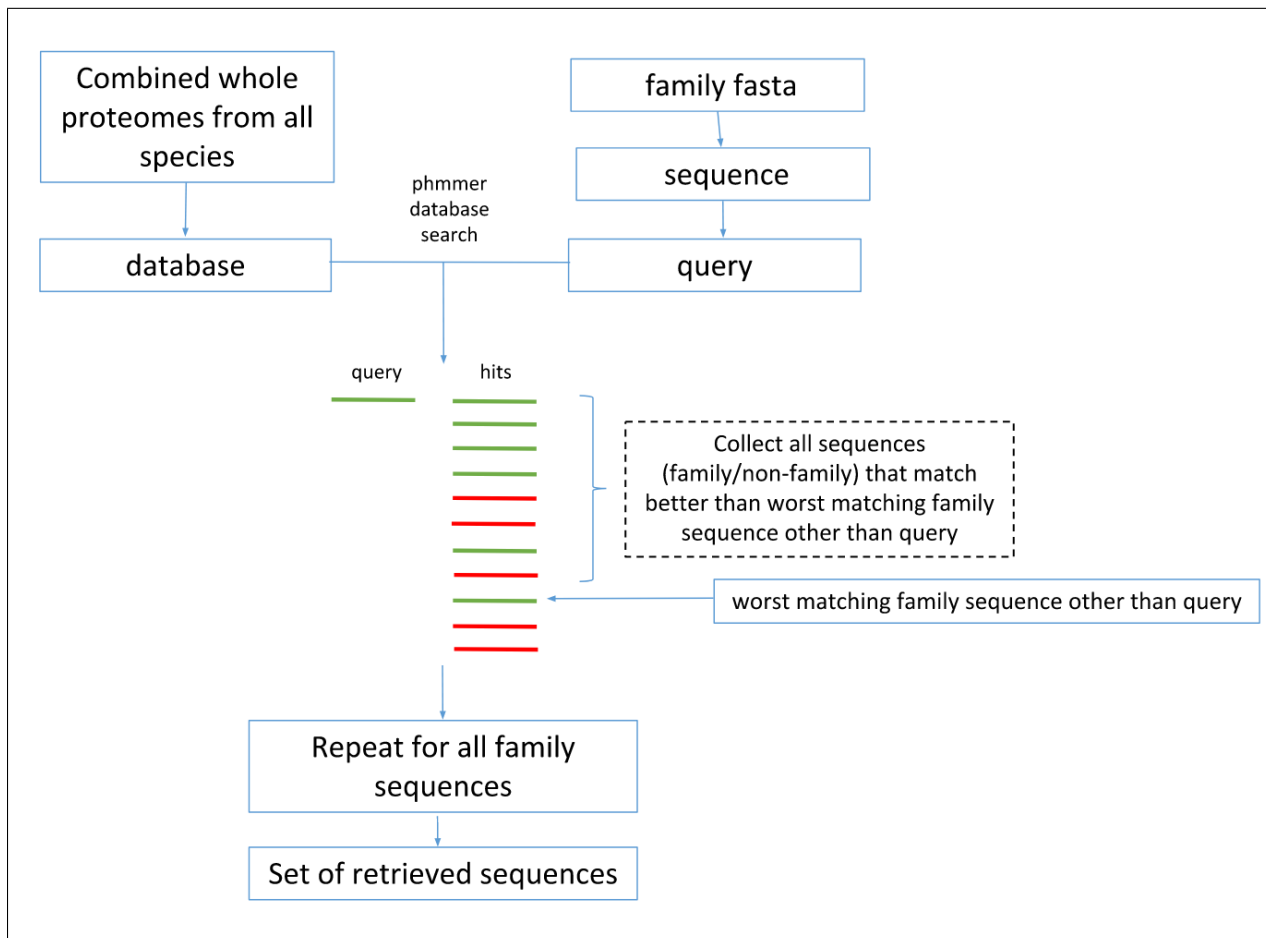 Combined whole
proteomes from all
species
family fasta
sequence
phmmer
database
search
database
query
query
hits
Collect all sequences
(family/non-family) that match
better than worst matching family
sequence other than query
worst matching family sequence other than query
Repeat for all family
sequences
Set of retrieved sequences